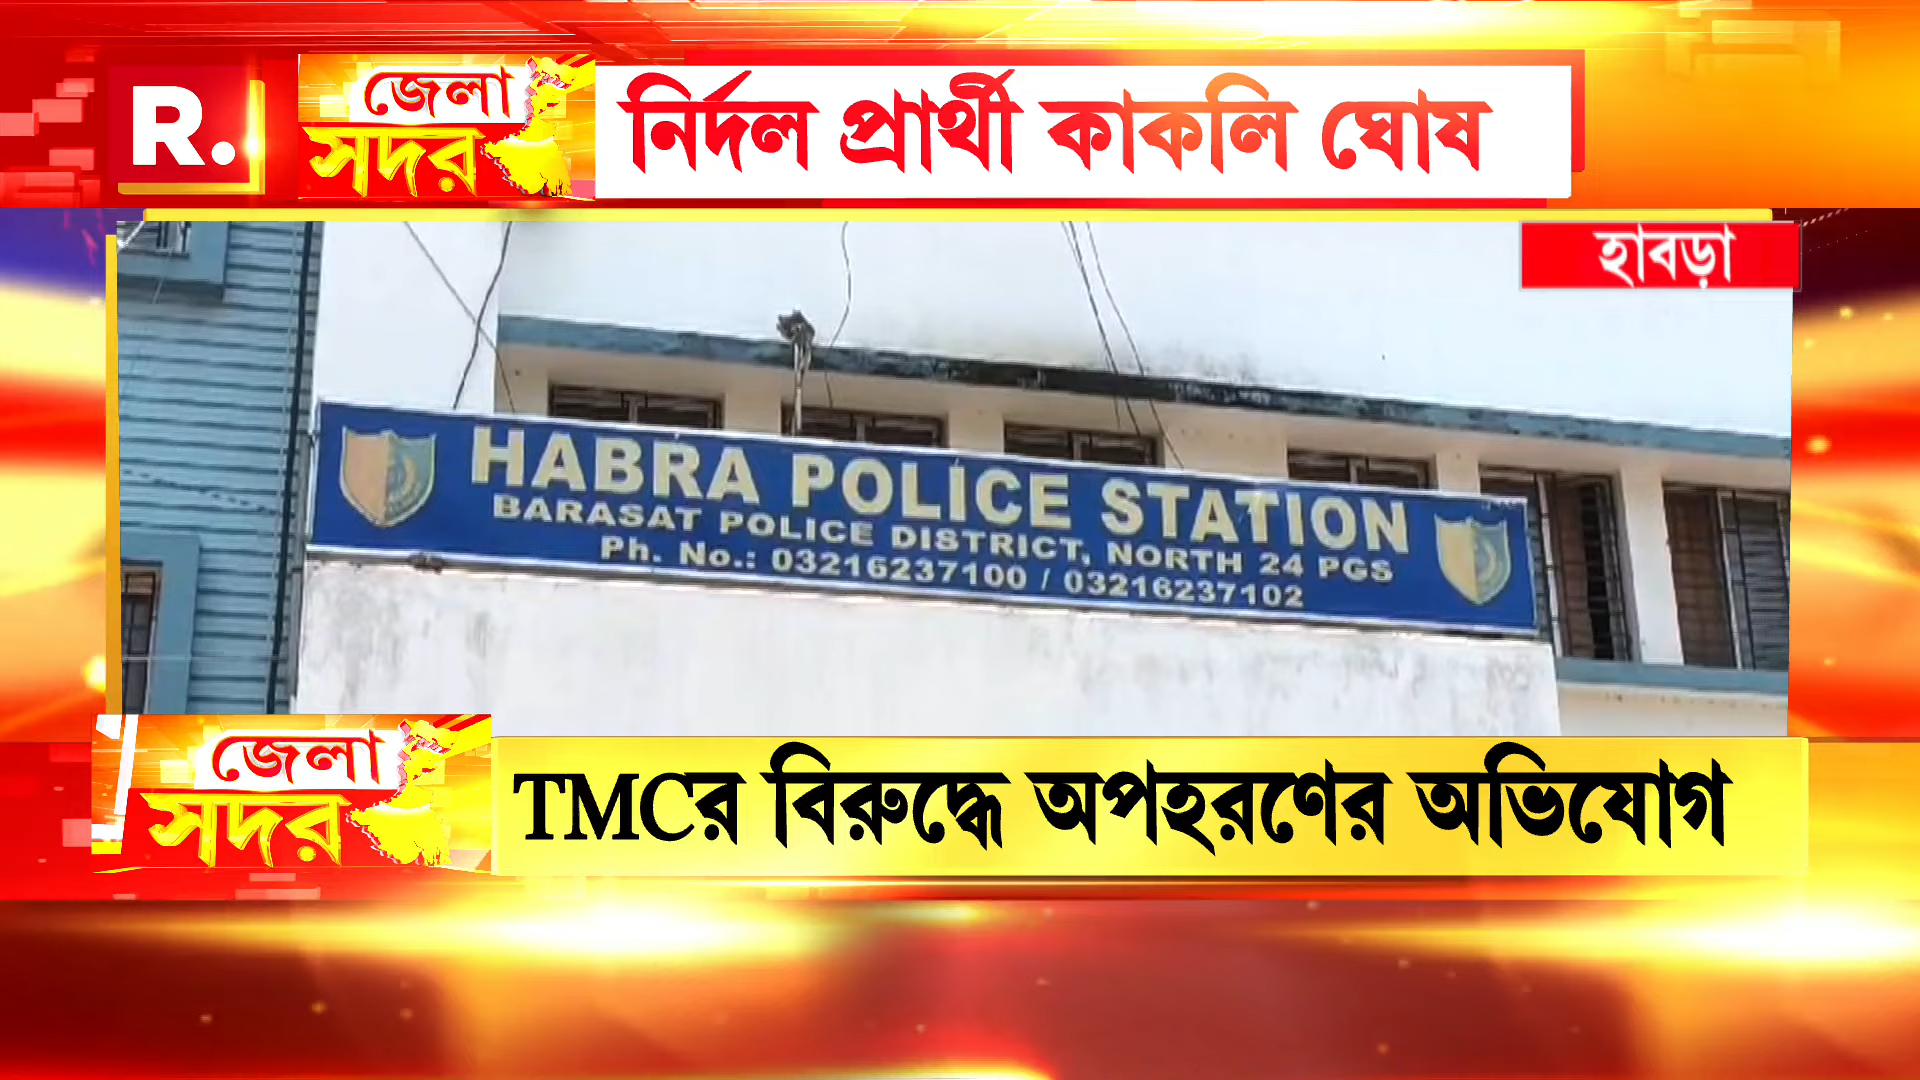 R.
জেলা
সদর
নির্দল প্রার্থী কাকলি ঘোষ
হাবড়া
HABRA POLICE STATION
BARASAT POLICE DISTRICT, NORTH 24 PGS
Ph. No.: 03216237100 / 03216237102
জেলা
সদর
TMCর বিরুদ্ধে অপহরণের অভিযোগ